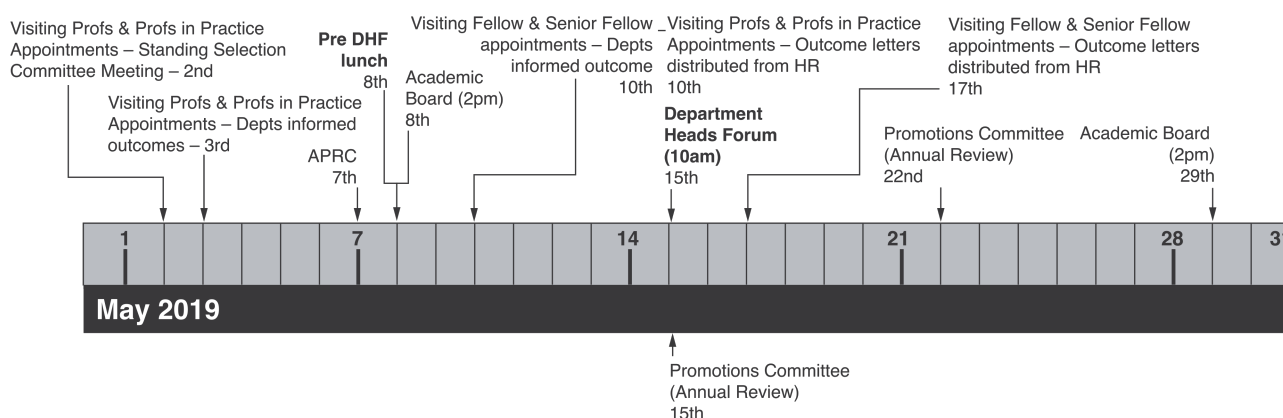 Visiting Profs & Profs in Practice
Appointments – Standing Selection
Committee Meeting – 2nd
Visiting Profs & Profs in Practice
Appointments – Depts informed
outcomes – 3rd
APRC
7th
Pre DHF
lunch
8th
Academic
Board (2pm)
8th
Visiting Fellow & Senior Fellow
appointments – Depts
informed outcome
10th
Visiting Profs & Profs in Practice
Appointments – Outcome letters
distributed from HR
10th
Department
Heads Forum
(10am)
15th
Visiting Fellow & Senior Fellow
appointments – Outcome letters
distributed from HR
17th
Promotions Committee
(Annual Review)
22nd
Academic Board
(2pm)
29th
1 7 14 21 28
May 2019
Promotions Committee
(Annual Review)
15th